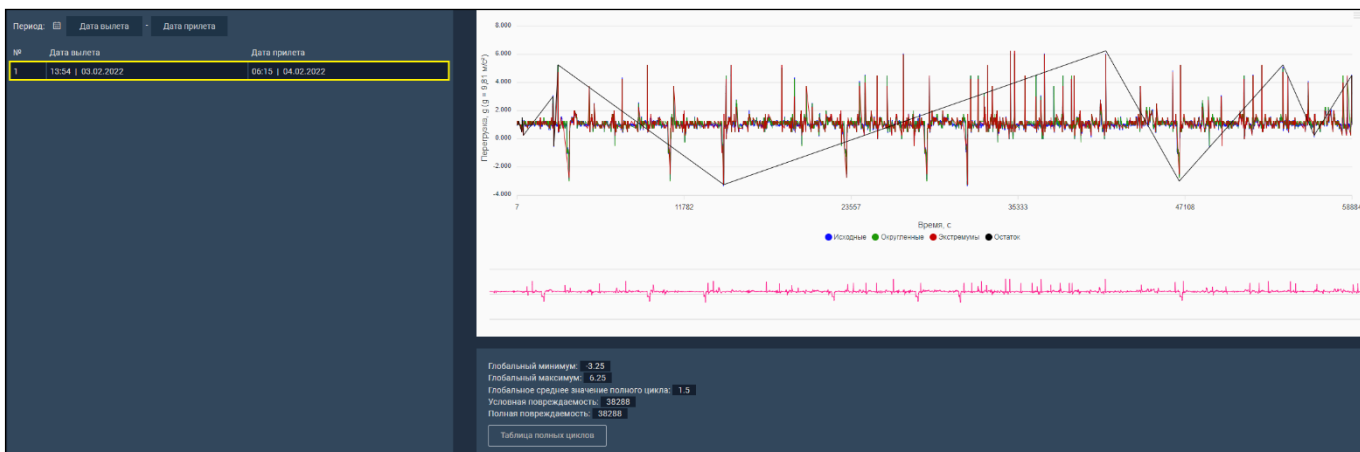 Период: Дата вылета - Дата прилета
№ Дата вылета Дата прилета
1 13:54 | 03.02.2022 06:15 | 04.02.2022
Перегрузка, g (g = 9,81 м/с²)
8.000
6.000
4.000
2.000
0.000
-2.000
-4.000
7 11782 23557 35333 47108 58884
Время, с
Исходные Округленные Экстремумы Остаток
Глобальный минимум: -3.25
Глобальный максимум: 6.25
Глобальное среднее значение полного цикла: 1.5
Условная повреждаемость: 38288
Полная повреждаемость: 38288
Таблица полных циклов